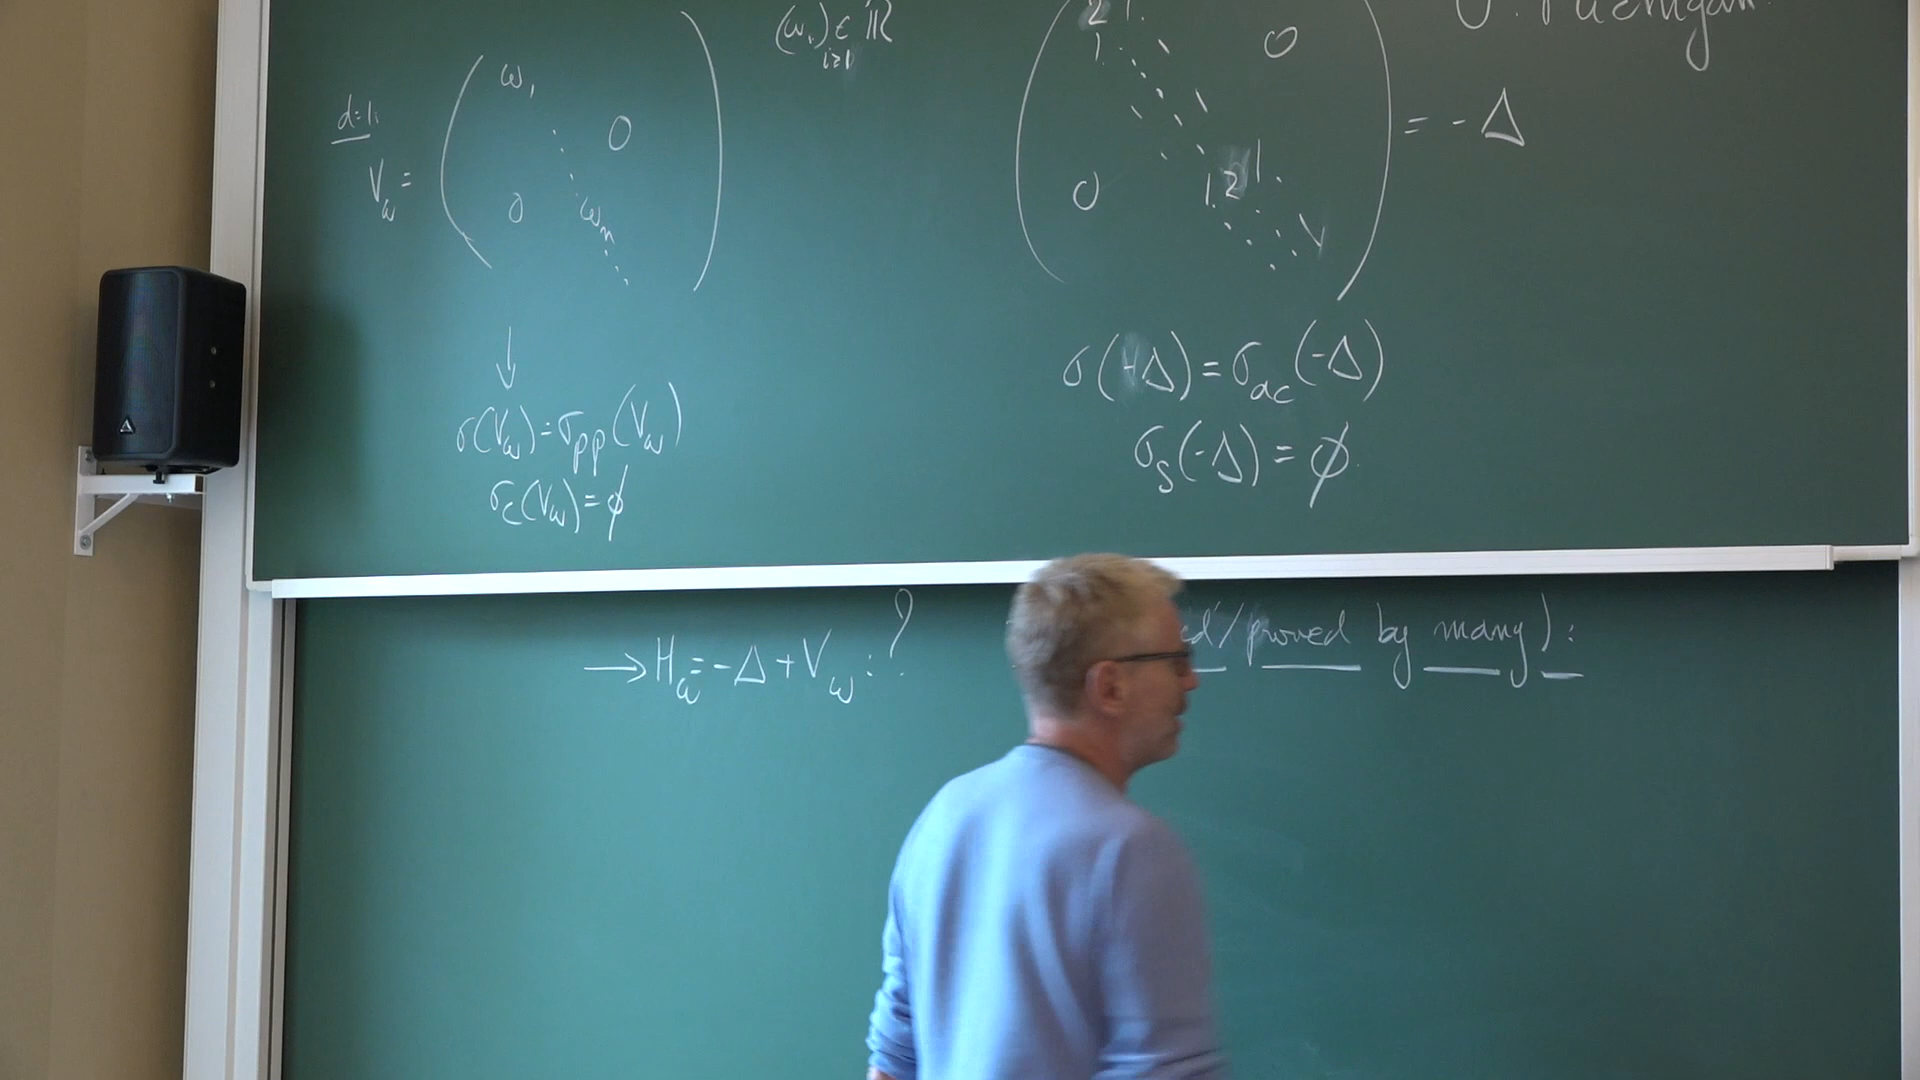 d=1:
V_ω = ( ω_1 0 0 ω_n )
(ω_i)_{i≥1} ∈ ℝ
( 2 1 1 0 0 1 2 1 ) = -Δ
↓
σ(V_ω) = σ_pp(V_ω)
σ_c(V_ω) = ∅
σ(-Δ) = σ_ac(-Δ)
σ_s(-Δ) = ∅
→ H_ω = -Δ + V_ω : ?
/proved by many):